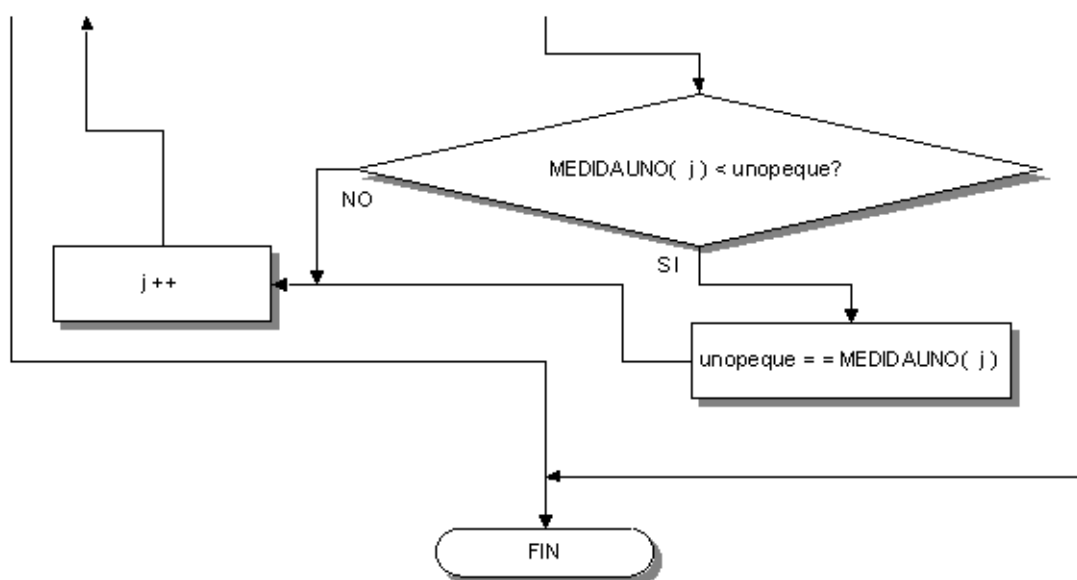 MEDIDAUNO( j ) < unopeque?
NO
SI
j ++
unopeque = = MEDIDAUNO( j )
FIN